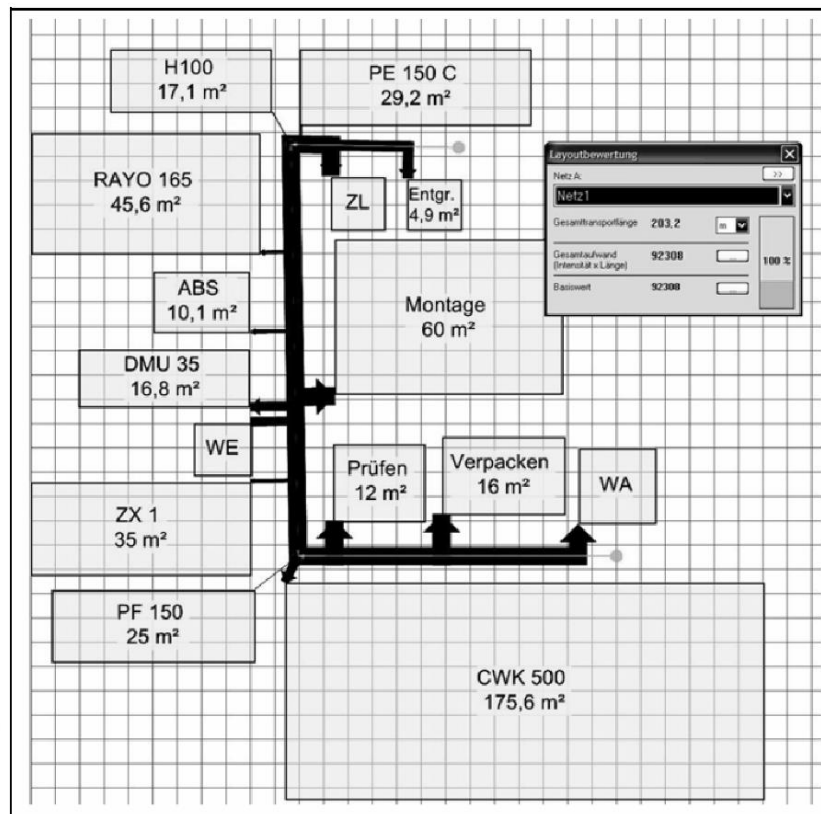 H100
17,1 m²
PE 150 C
29,2 m²
RAYO 165
45,6 m²
ZL
Entgr.
4,9 m²
Layoutbewertung
Netz A:
>>
Netz1
Gesamttransportlänge 203,2 m
Gesamtaufwand
(Intensität x Länge)
92308 ...
Basiswert 92308 ...
100 %
ABS
10,1 m²
Montage
60 m²
DMU 35
16,8 m²
WE
Prüfen
12 m²
Verpacken
16 m²
WA
ZX 1
35 m²
PF 150
25 m²
CWK 500
175,6 m²